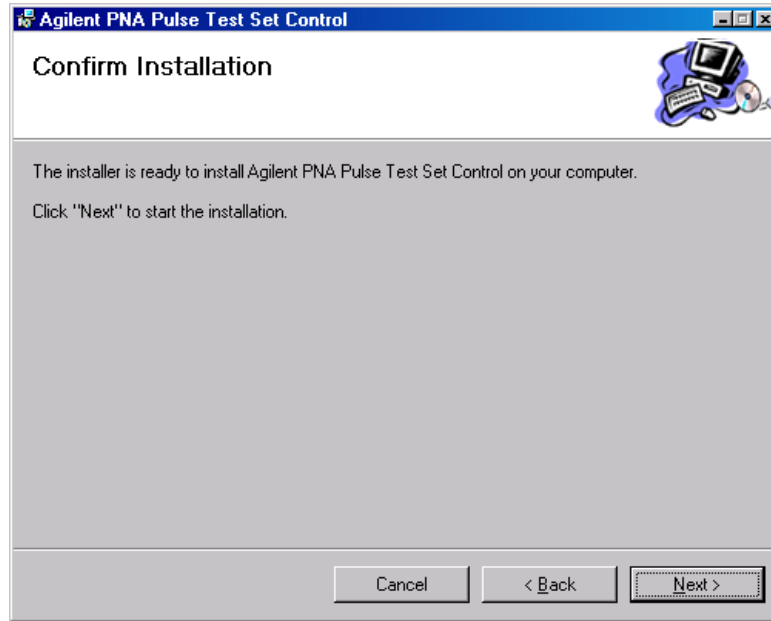 Agilent PNA Pulse Test Set Control
Confirm Installation
The installer is ready to install Agilent PNA Pulse Test Set Control on your computer.
Click "Next" to start the installation.
Cancel
< Back
Next >